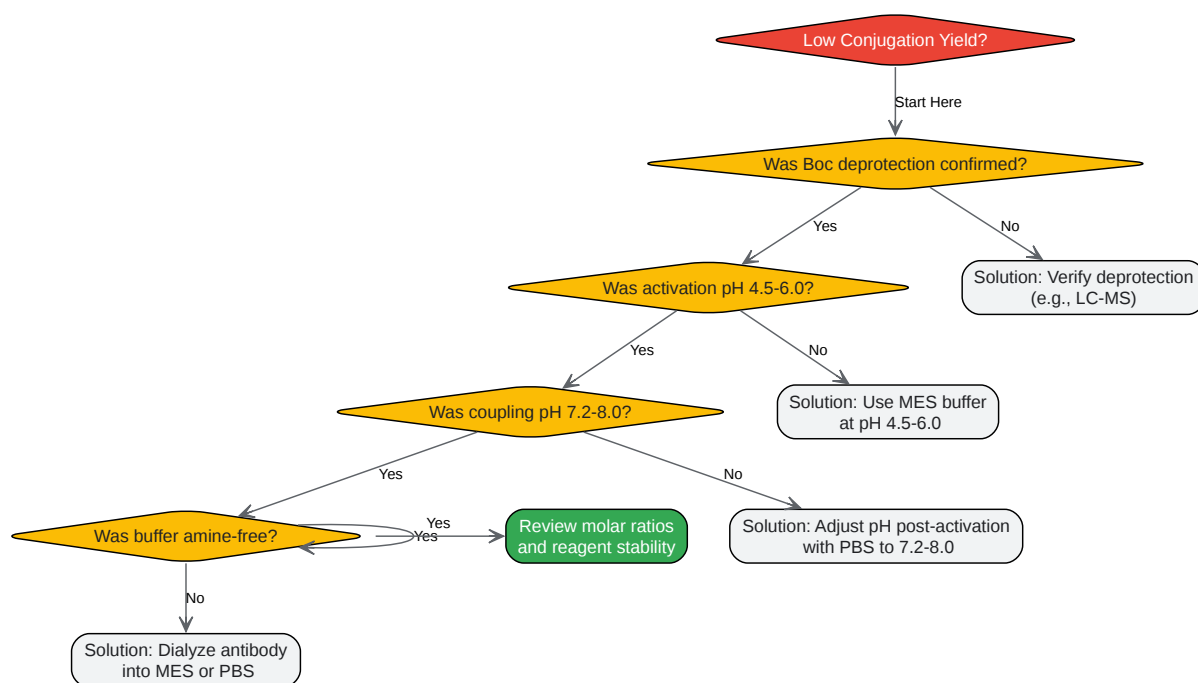 Low Conjugation Yield?
Start Here
Was Boc deprotection confirmed?
Yes
No
Was activation pH 4.5-6.0?
Solution: Verify deprotection
(e.g., LC-MS)
Yes
No
Was coupling pH 7.2-8.0?
Solution: Use MES buffer
at pH 4.5-6.0
Yes
No
Was buffer amine-free?
Yes
Yes
Review molar ratios
and reagent stability
Solution: Adjust pH post-activation
with PBS to 7.2-8.0
No
Solution: Dialyze antibody
into MES or PBS